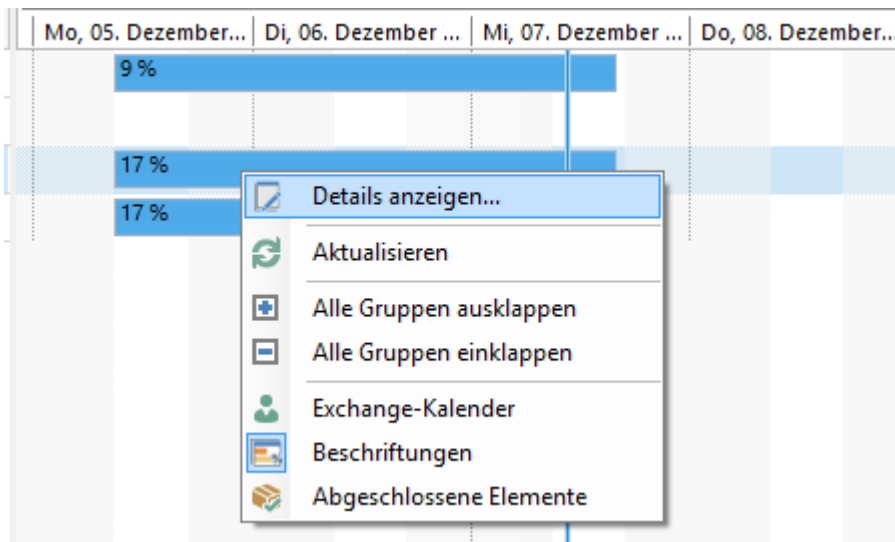 Mo, 05. Dezember... Di, 06. Dezember ... Mi, 07. Dezember ... Do, 08. Dezember...
9 %
17 %
17 %
Details anzeigen...
Aktualisieren
Alle Gruppen ausklappen
Alle Gruppen einklappen
Exchange-Kalender
Beschriftungen
Abgeschlossene Elemente